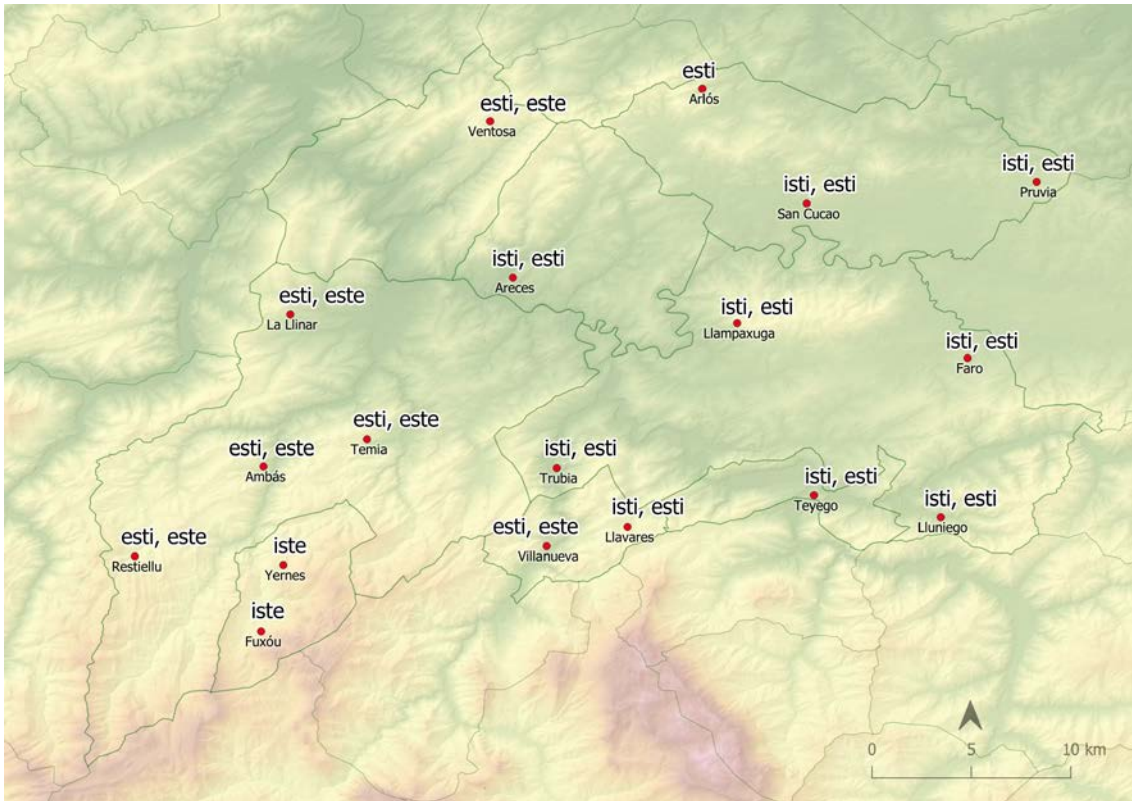 esti
Arlós
esti, este
Ventosa
isti, esti
Pruvia
isti, esti
San Cucao
isti, esti
Areces
esti, este
La Llinar
isti, esti
Llampaxuga
isti, esti
Faro
esti, este
Temia
esti, este
Ambás
isti, esti
Trubia
isti, esti
Teyego
isti, esti
Lluniego
isti, esti
Llavares
esti, este
Villanueva
esti, este
Restiellu
iste
Yernes
iste
Fuxóu
0 5 10 km